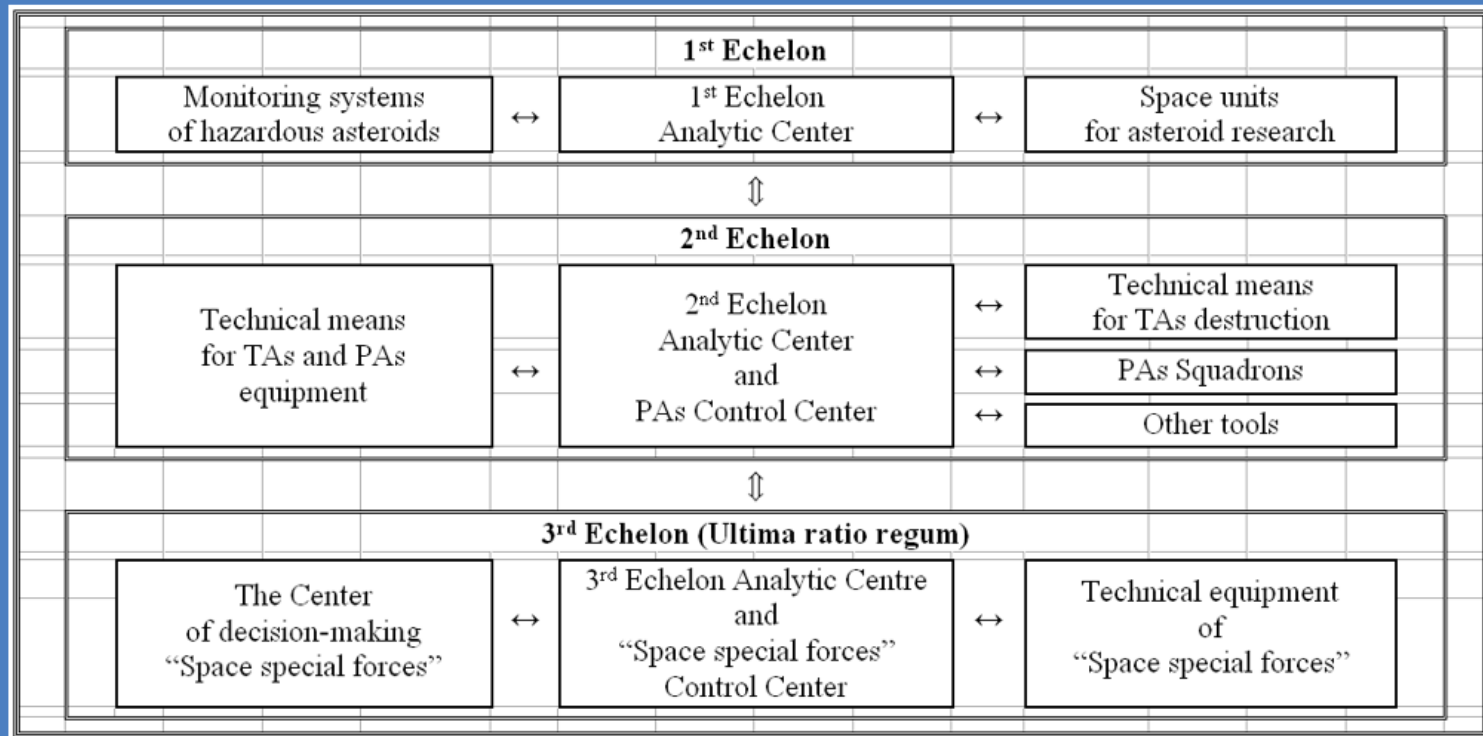 1st Echelon
Monitoring systems
of hazardous asteroids
↔
1st Echelon
Analytic Center
↔
Space units
for asteroid research
⇕
2nd Echelon
Technical means
for TAs and PAs
equipment
↔
2nd Echelon
Analytic Center
and
PAs Control Center
↔
Technical means
for TAs destruction
↔
PAs Squadrons
↔
Other tools
⇕
3rd Echelon (Ultima ratio regum)
The Center
of decision-making
“Space special forces”
↔
3rd Echelon Analytic Centre
and
“Space special forces”
Control Center
↔
Technical equipment
of
“Space special forces”